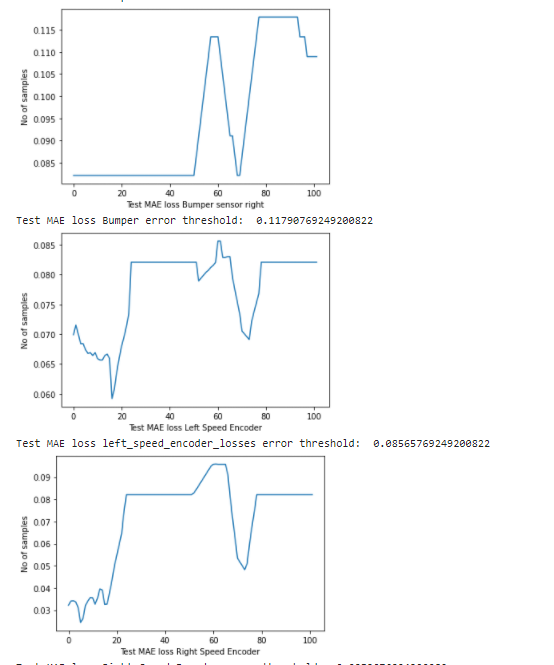 0.115
0.110
0.105
0.100
0.095
0.090
0.085
No of samples
0 20 40 60 80 100
Test MAE loss Bumper sensor right
Test MAE loss Bumper error threshold:  0.11790769249200822
0.085
0.080
0.075
0.070
0.065
0.060
No of samples
0 20 40 60 80 100
Test MAE loss Left Speed Encoder
Test MAE loss left_speed_encoder_losses error threshold:  0.08565769249200822
0.09
0.08
0.07
0.06
0.05
0.04
0.03
No of samples
0 20 40 60 80 100
Test MAE loss Right Speed Encoder